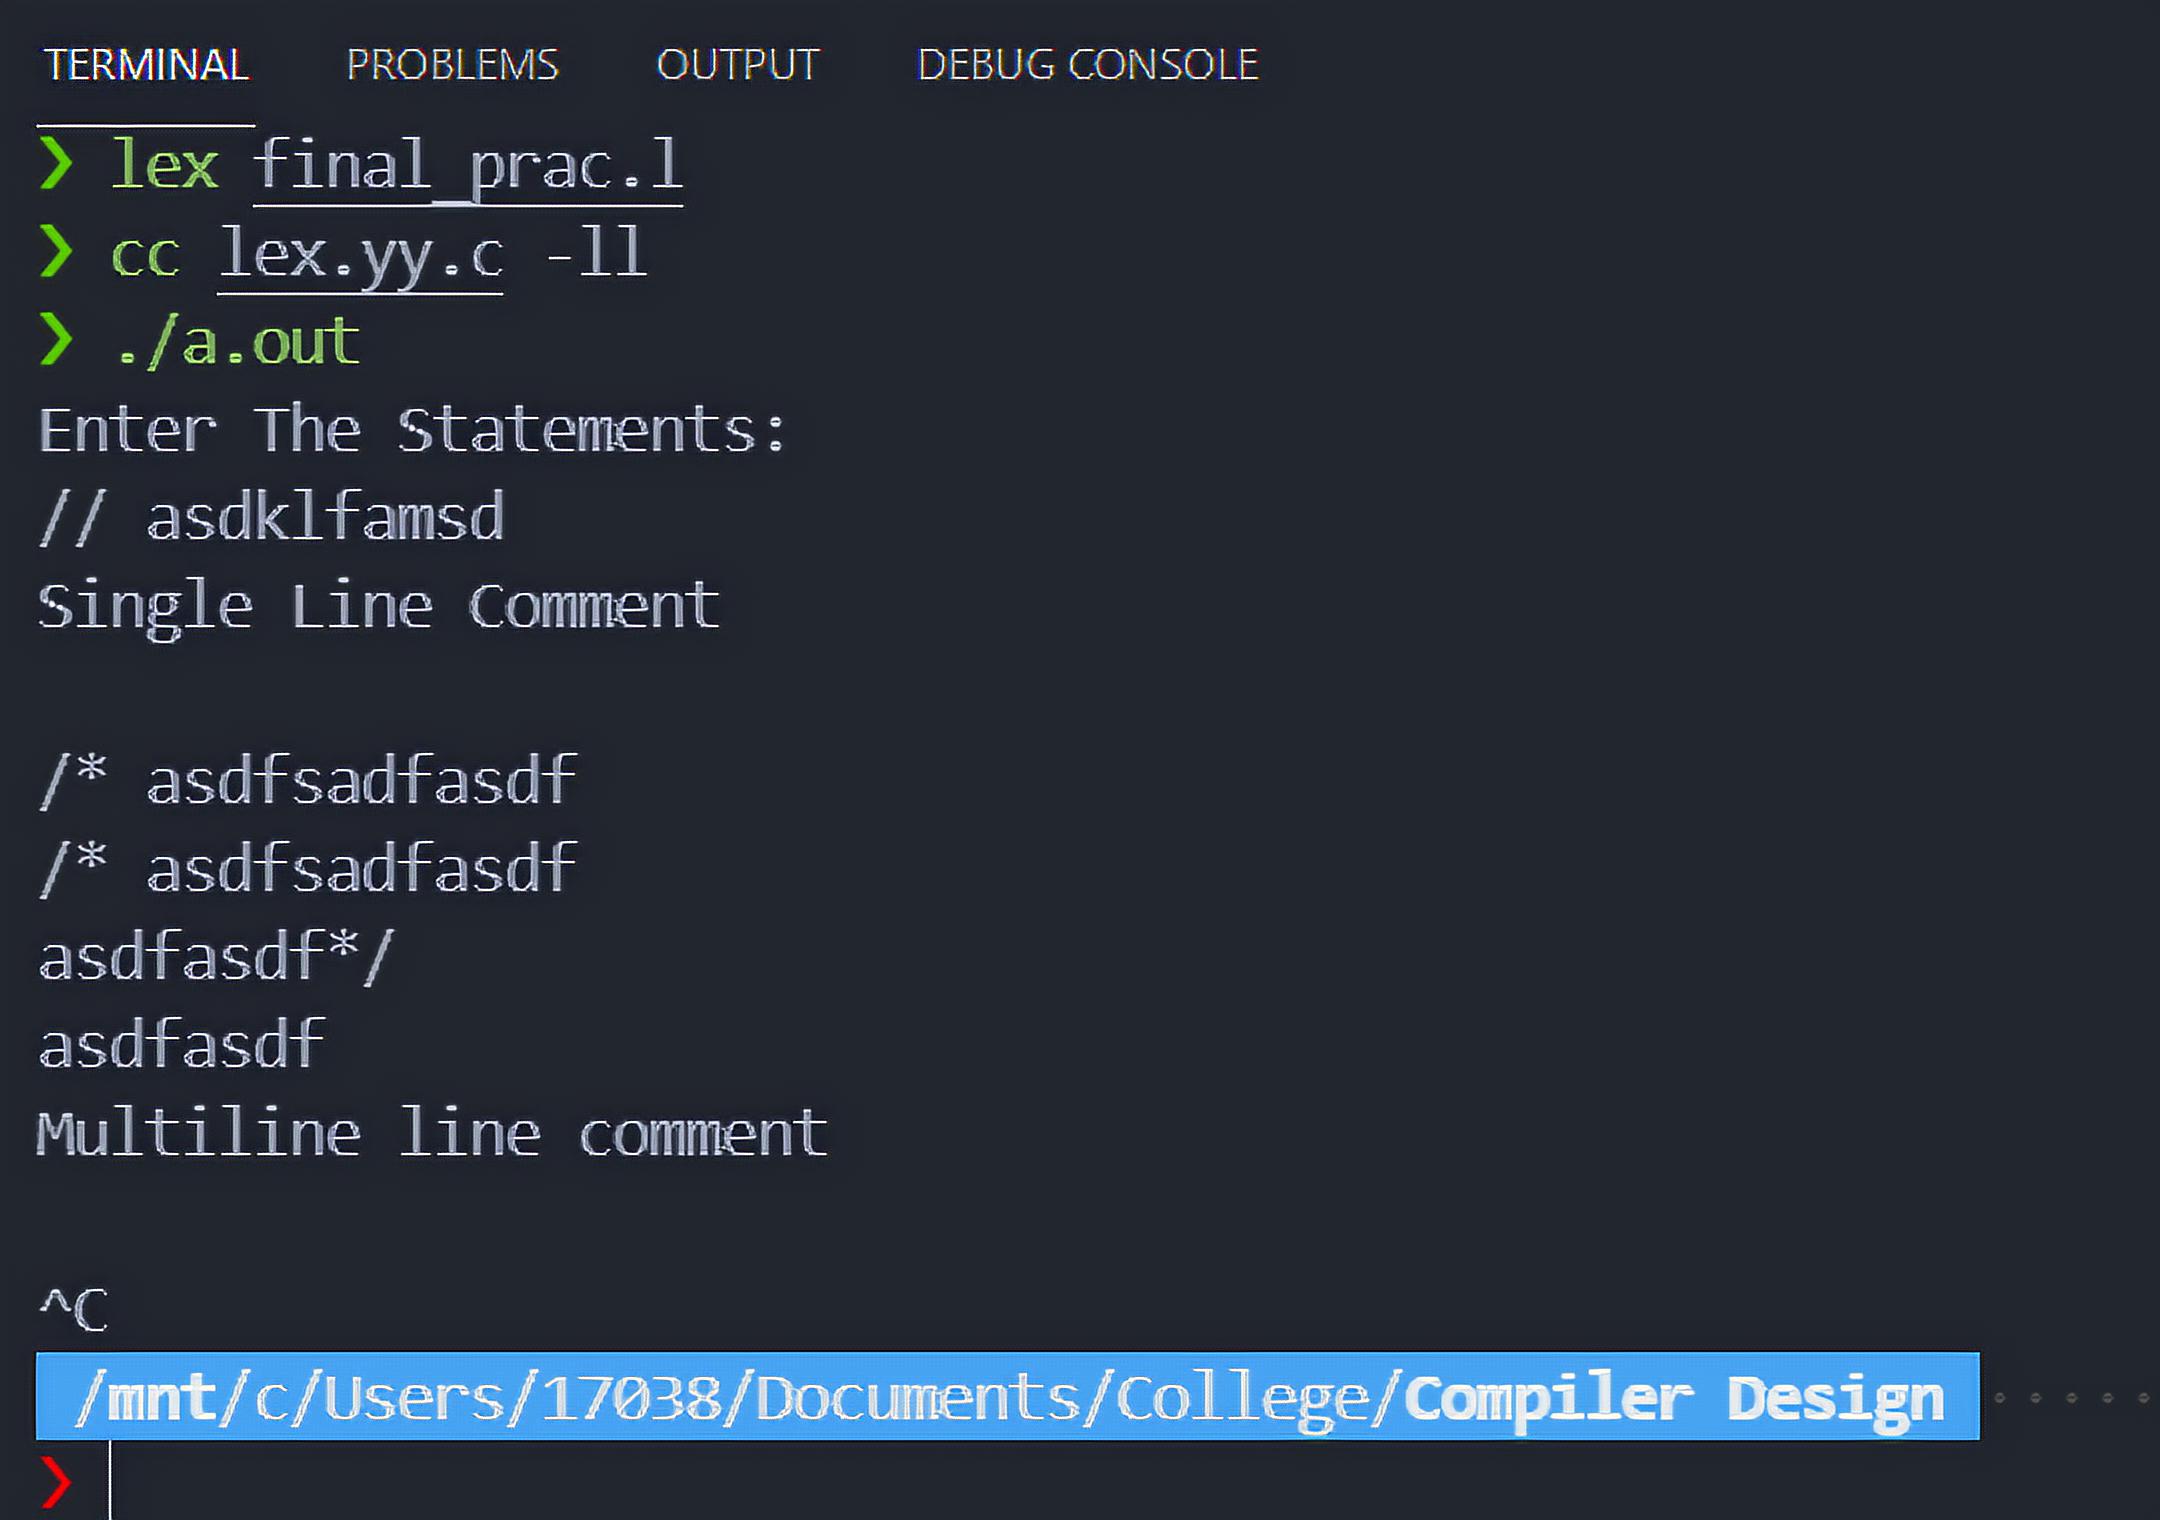 TERMINAL PROBLEMS OUTPUT DEBUG CONSOLE
❯ lex final_prac.l
❯ cc lex.yy.c -ll
❯ ./a.out
Enter The Statements:
// asdklfamsd
Single Line Comment
/* asdfsadfasdf
/* asdfsadfasdf
asdfasdf*/
asdfasdf
Multiline line comment
^C
/mnt/c/Users/17038/Documents/College/Compiler Design ·····
❯